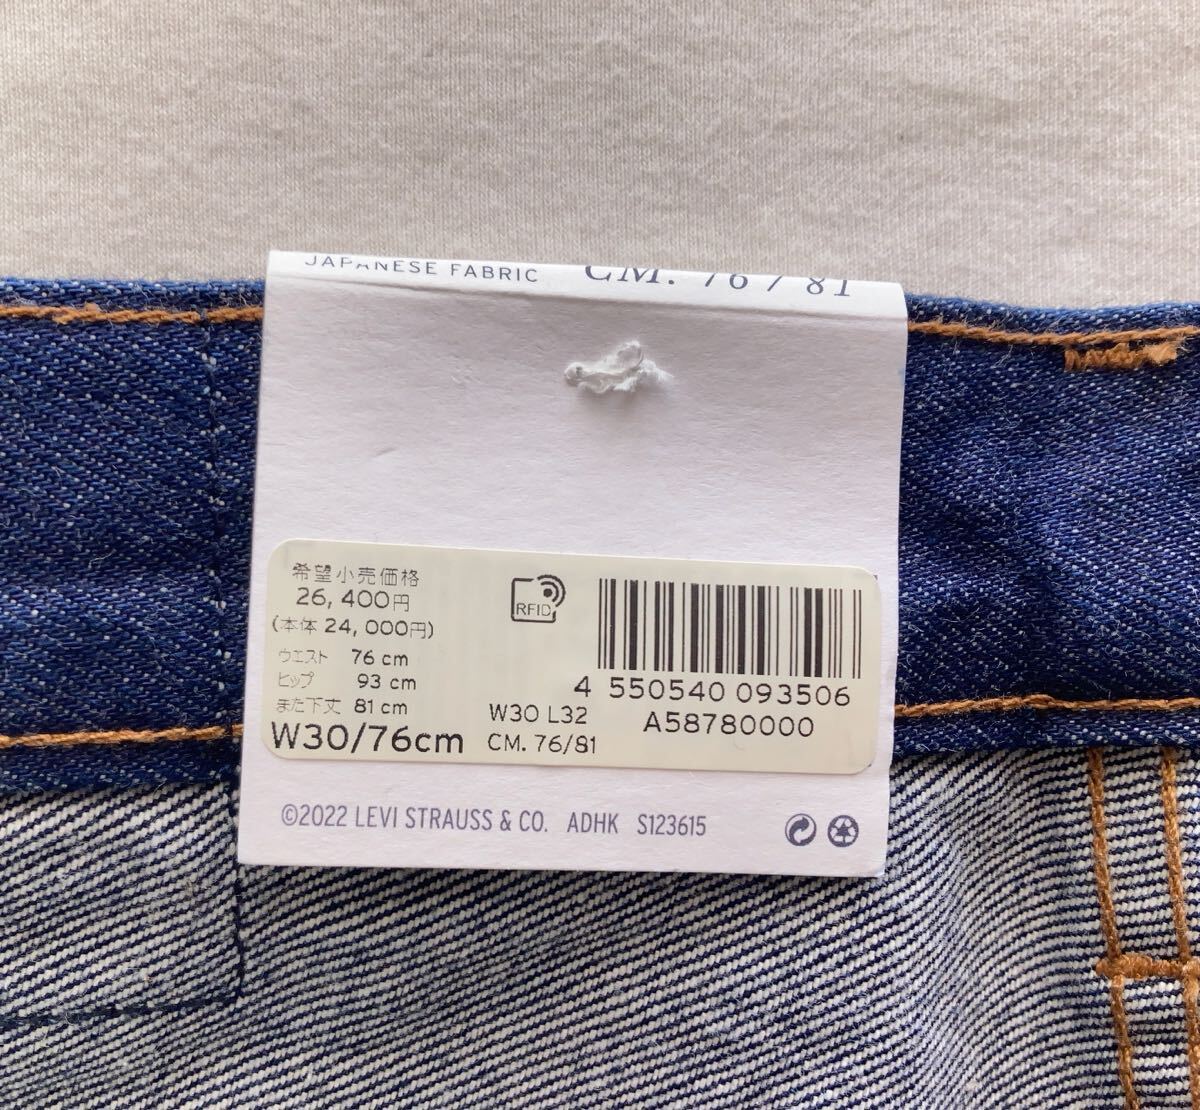 JAPANESE FABRIC CM. 76 / 81
希望小売価格
26,400円
(本体 24,000円)
ウエスト 76 cm
ヒップ 93 cm
また下丈 81 cm
W30/76cm
RFID
W30 L32
CM. 76/81
4 550540 093506
A58780000
©2022 LEVI STRAUSS & CO. ADHK S123615